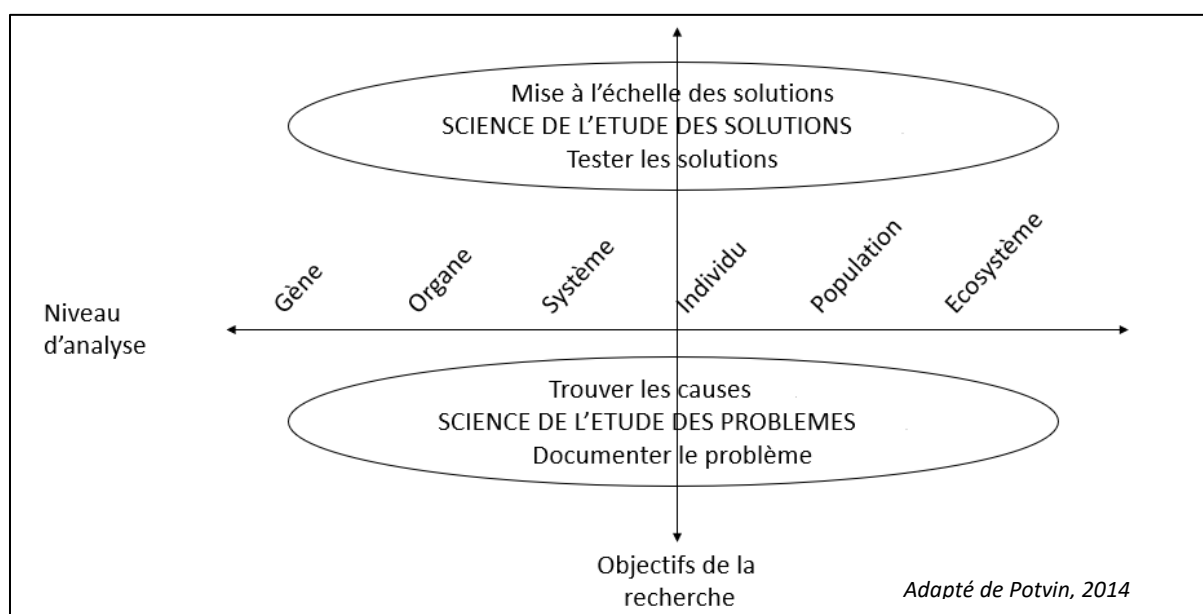 Mise à l'échelle des solutions
SCIENCE DE L'ETUDE DES SOLUTIONS
Tester les solutions
Gène
Organe
Système
Individu
Population
Ecosystème
Niveau
d'analyse
Trouver les causes
SCIENCE DE L'ETUDE DES PROBLEMES
Documenter le problème
Objectifs de la
recherche
Adapté de Potvin, 2014